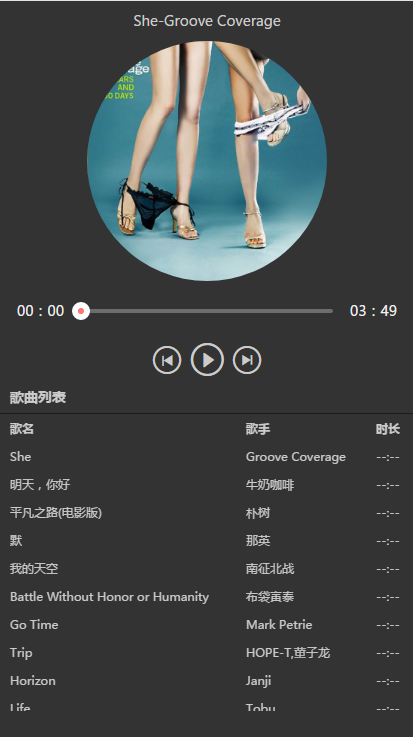 She-Groove Coverage
age
ARS
AND
0 DAYS
00 : 00 03 : 49
歌曲列表
歌名 歌手 时长
She Groove Coverage --:--
明天，你好 牛奶咖啡 --:--
平凡之路(电影版) 朴树 --:--
默 那英 --:--
我的天空 南征北战 --:--
Battle Without Honor or Humanity 布袋寅泰 --:--
Go Time Mark Petrie --:--
Trip HOPE-T,董子龙 --:--
Horizon Janji --:--
Life Tobu --:--